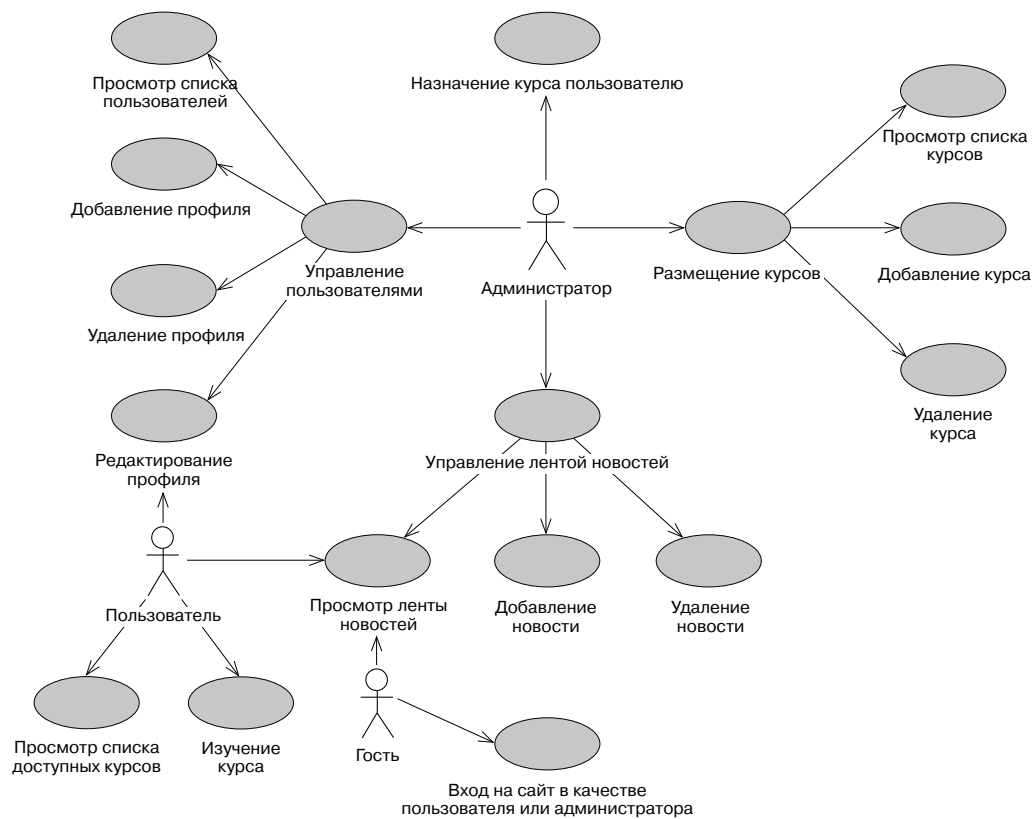 Просмотр списка
пользователей
Назначение курса пользователю
Просмотр списка
курсов
Добавление профиля
Управление
пользователями
Администратор
Размещение курсов
Добавление курса
Удаление профиля
Удаление
курса
Редактирование
профиля
Управление лентой новостей
Пользователь
Просмотр ленты
новостей
Добавление
новости
Удаление
новости
Просмотр списка
доступных курсов
Изучение
курса
Гость
Вход на сайт в качестве
пользователя или администратора